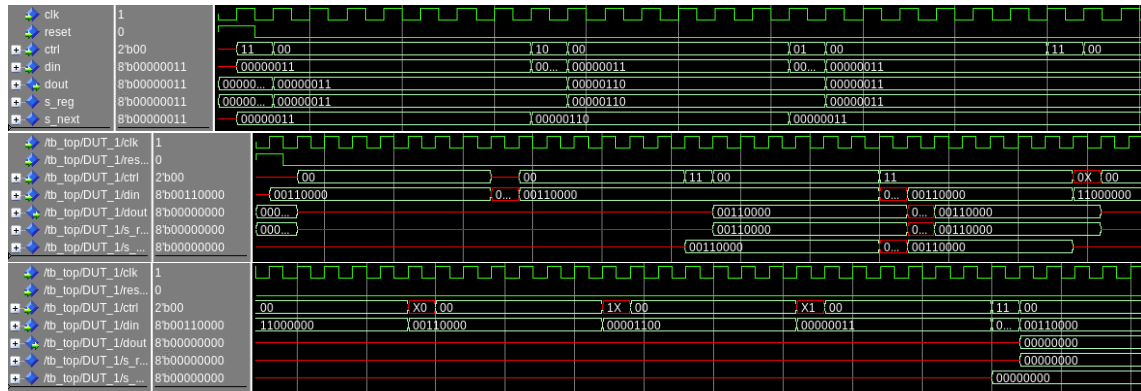 clk 1
reset 0
ctrl 2'b00 11 00 10 00 01 00 11 00
din 8'b00000011 00000011 00... 00000011 00... 00000011
dout 8'b00000011 00000... 00000011 00000110 00000011
s_reg 8'b00000011 00000... 00000011 00000110 00000011
s_next 8'b00000011 00000011 00000110 00000011
/tb_top/DUT_1/clk 1
/tb_top/DUT_1/res... 0
/tb_top/DUT_1/ctrl 2'b00 00 00 11 00 11 0X 00
/tb_top/DUT_1/din 8'b00110000 00110000 0... 00110000 0... 00110000 11000000
/tb_top/DUT_1/dout 8'b00000000 000... 00110000 0... 00110000
/tb_top/DUT_1/s_r... 8'b00000000 000... 00110000 0... 00110000
/tb_top/DUT_1/s_... 8'b00000000 00110000 0... 00110000
/tb_top/DUT_1/clk 1
/tb_top/DUT_1/res... 0
/tb_top/DUT_1/ctrl 2'b00 00 X0 00 1X 00 X1 00 11 00
/tb_top/DUT_1/din 8'b00110000 11000000 00110000 00001100 00000011 0... 00110000
/tb_top/DUT_1/dout 8'b00000000 00000000
/tb_top/DUT_1/s_r... 8'b00000000 00000000
/tb_top/DUT_1/s_... 8'b00000000 00000000